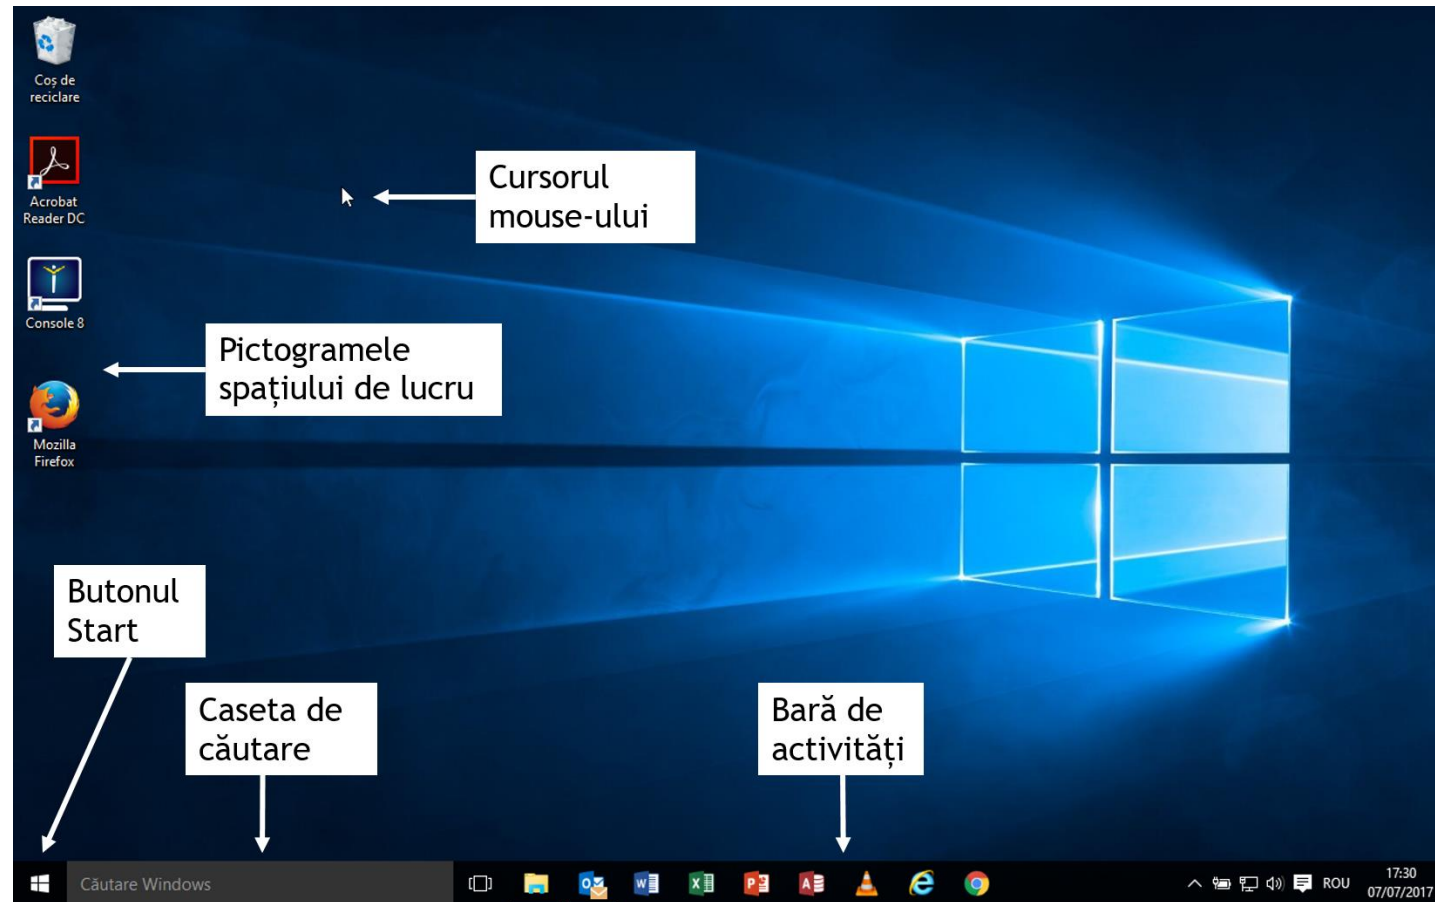 Coș de
reciclare
Acrobat
Reader DC
Cursorul
mouse-ului
Console 8
Pictogramele
spațiului de lucru
Mozilla
Firefox
Butonul
Start
Caseta de
căutare
Bară de
activități
Căutare Windows
ROU
17:30
07/07/2017